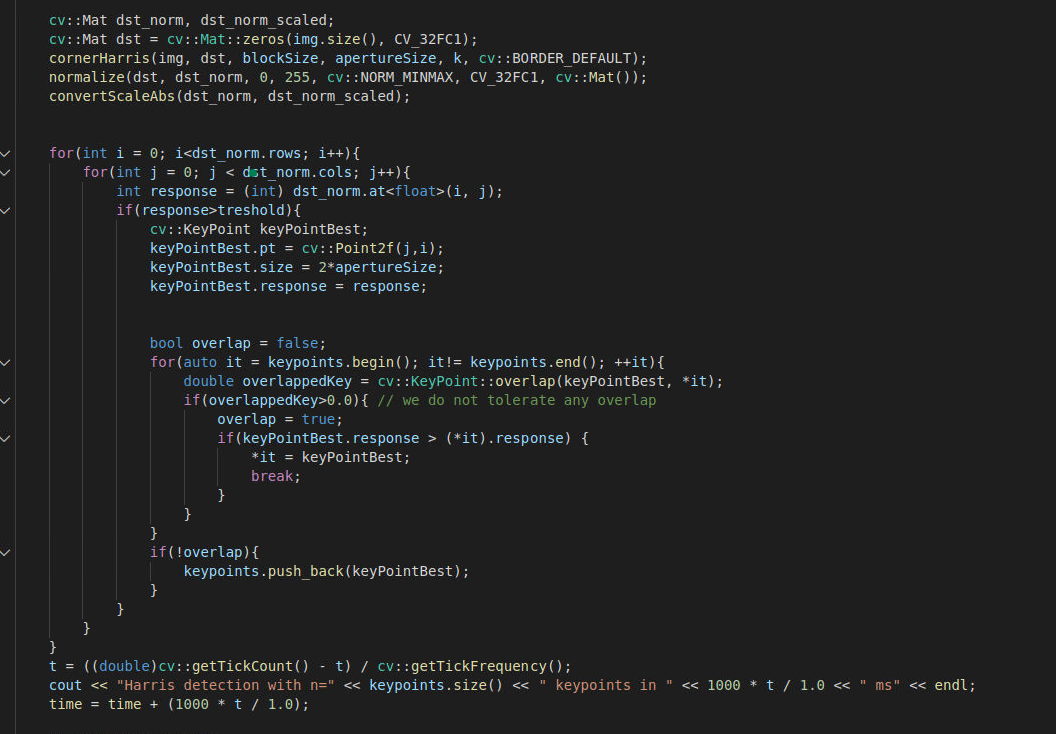 cv::Mat dst_norm, dst_norm_scaled;
cv::Mat dst = cv::Mat::zeros(img.size(), CV_32FC1);
cornerHarris(img, dst, blockSize, apertureSize, k, cv::BORDER_DEFAULT);
normalize(dst, dst_norm, 0, 255, cv::NORM_MINMAX, CV_32FC1, cv::Mat());
convertScaleAbs(dst_norm, dst_norm_scaled);
for(int i = 0; i<dst_norm.rows; i++){
for(int j = 0; j < dst_norm.cols; j++){
int response = (int) dst_norm.at<float>(i, j);
if(response>treshold){
cv::KeyPoint keyPointBest;
keyPointBest.pt = cv::Point2f(j,i);
keyPointBest.size = 2*apertureSize;
keyPointBest.response = response;
bool overlap = false;
for(auto it = keypoints.begin(); it!= keypoints.end(); ++it){
double overlappedKey = cv::KeyPoint::overlap(keyPointBest, *it);
if(overlappedKey>0.0){ // we do not tolerate any overlap
overlap = true;
if(keyPointBest.response > (*it).response) {
*it = keyPointBest;
break;
}
}
}
if(!overlap){
keypoints.push_back(keyPointBest);
}
}
}
}
t = ((double)cv::getTickCount() - t) / cv::getTickFrequency();
cout << "Harris detection with n=" << keypoints.size() << " keypoints in " << 1000 * t / 1.0 << " ms" << endl;
time = time + (1000 * t / 1.0);